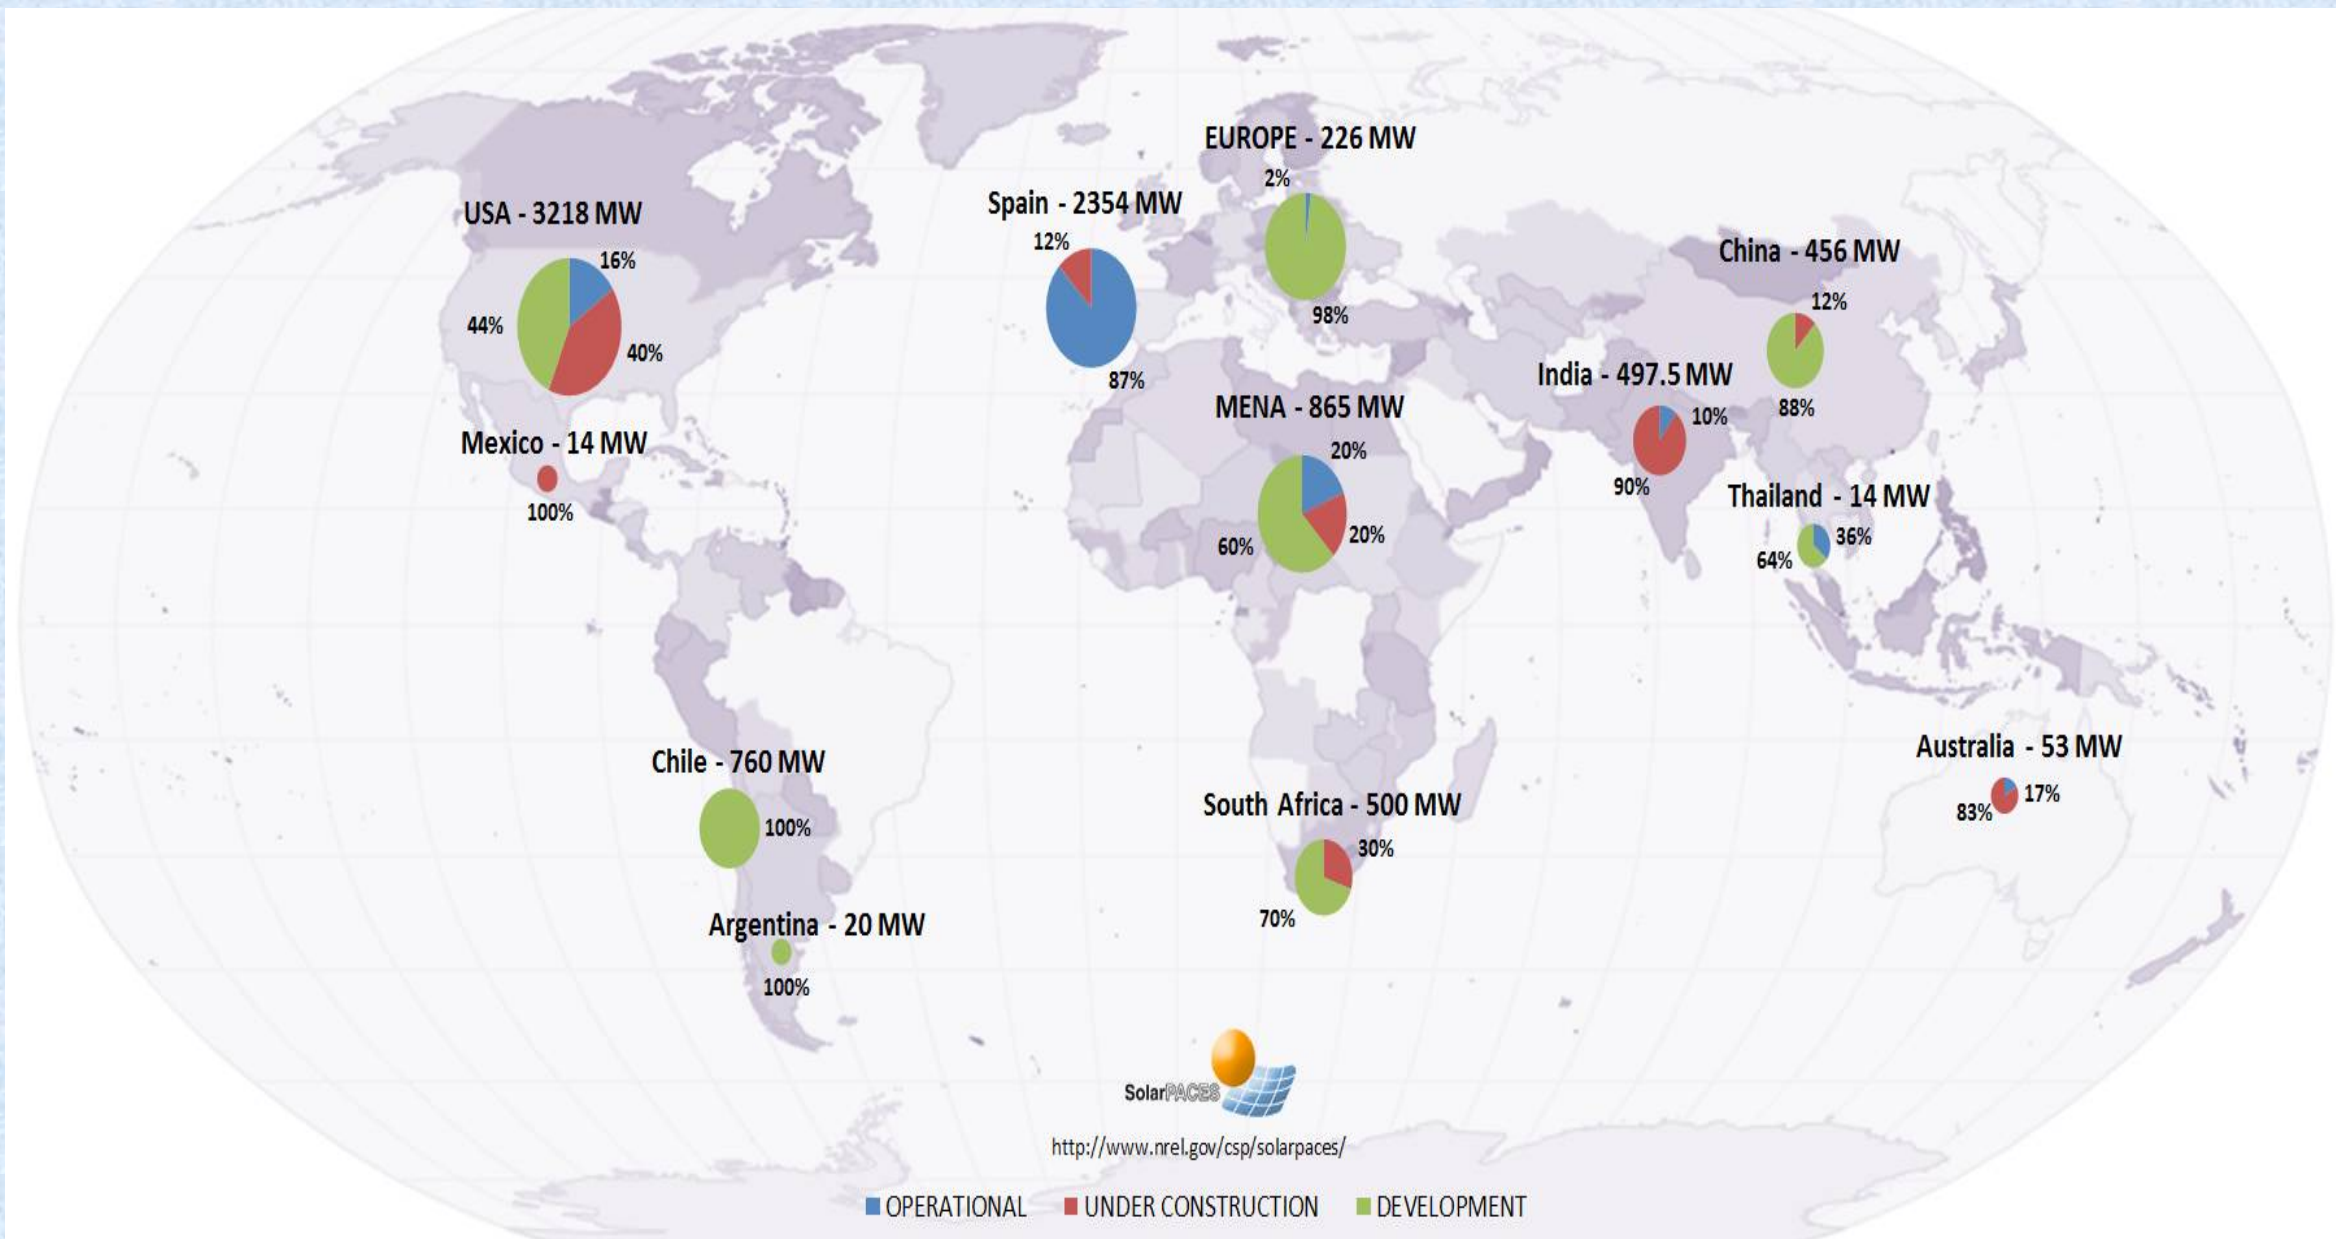 EUROPE - 226 MW
2%
98%
USA - 3218 MW
16%
44%
40%
Spain - 2354 MW
12%
87%
China - 456 MW
12%
88%
India - 497.5 MW
10%
90%
MENA - 865 MW
20%
20%
60%
Mexico - 14 MW
100%
Thailand - 14 MW
36%
64%
Chile - 760 MW
100%
Australia - 53 MW
17%
83%
South Africa - 500 MW
30%
70%
Argentina - 20 MW
100%
SolarPACES
http://www.nrel.gov/csp/solarpaces/
OPERATIONAL UNDER CONSTRUCTION DEVELOPMENT